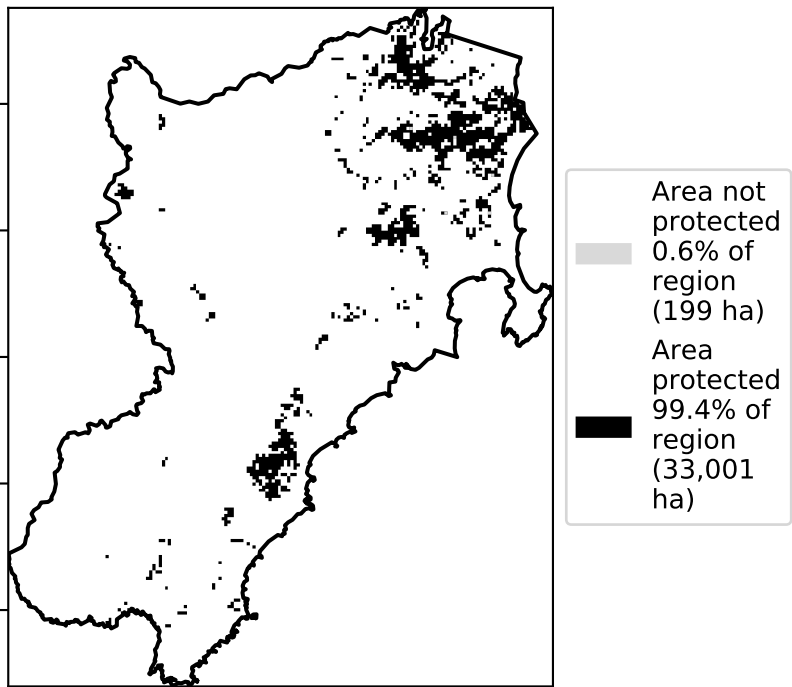 Area not
protected
0.6% of
region
(199 ha)
Area
protected
99.4% of
region
(33,001
ha)